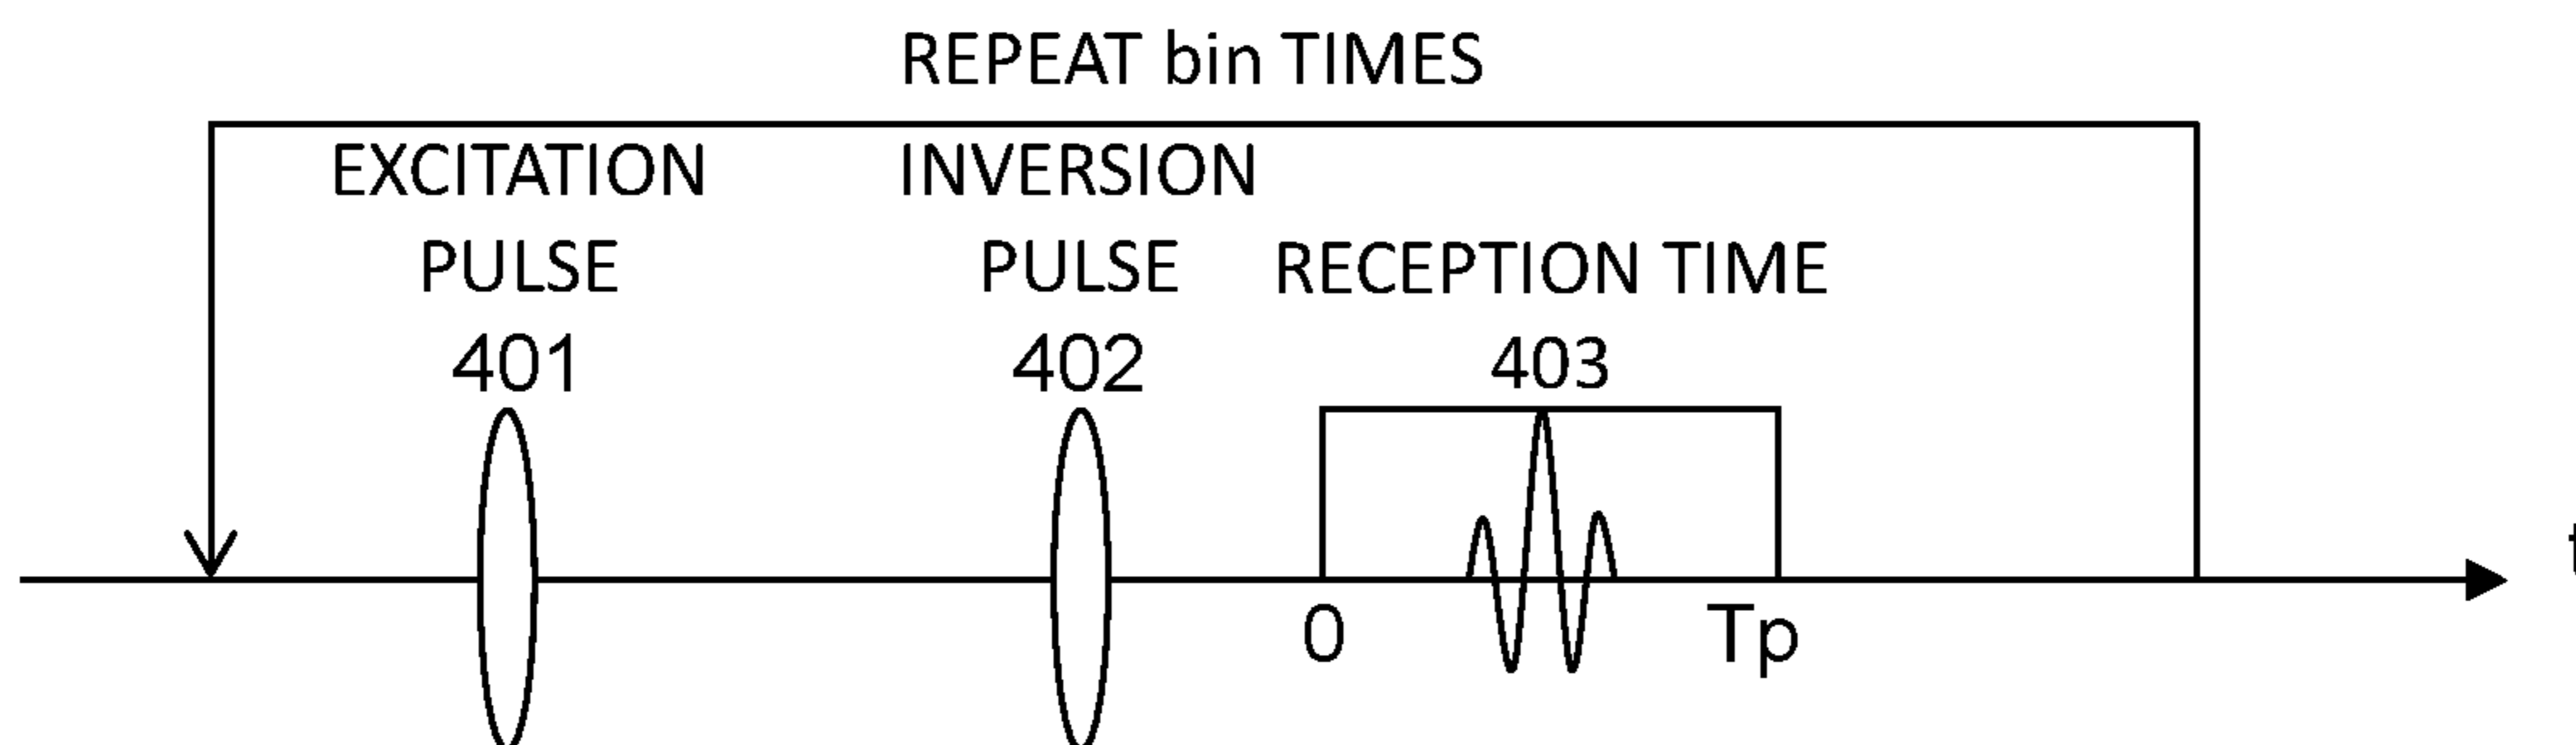 REPEAT bin TIMES
EXCITATION PULSE 401
INVERSION PULSE 402
RECEPTION TIME 403
0
Tp
t